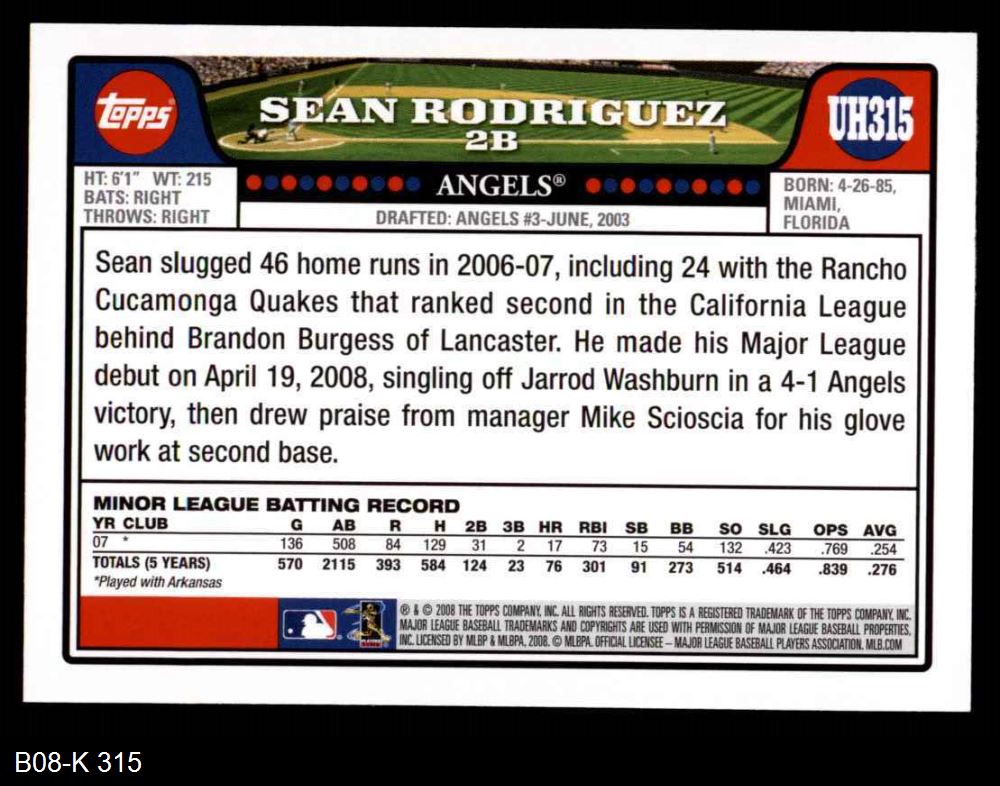 topps
SEAN RODRIGUEZ
2B
UH315
HT: 6'1" WT: 215
BATS: RIGHT
THROWS: RIGHT
ANGELS®
DRAFTED: ANGELS #3-JUNE, 2003
BORN: 4-26-85,
MIAMI,
FLORIDA
Sean slugged 46 home runs in 2006-07, including 24 with the Rancho
Cucamonga Quakes that ranked second in the California League
behind Brandon Burgess of Lancaster. He made his Major League
debut on April 19, 2008, singling off Jarrod Washburn in a 4-1 Angels
victory, then drew praise from manager Mike Scioscia for his glove
work at second base.
MINOR LEAGUE BATTING RECORD
YR CLUB G AB R H 2B 3B HR RBI SB BB SO SLG OPS AVG
07 * 136 508 84 129 31 2 17 73 15 54 132 .423 .769 .254
TOTALS (5 YEARS) 570 2115 393 584 124 23 76 301 91 273 514 .464 .839 .276
*Played with Arkansas
® & © 2008 THE TOPPS COMPANY, INC. ALL RIGHTS RESERVED. TOPPS IS A REGISTERED TRADEMARK OF THE TOPPS COMPANY, INC.
MAJOR LEAGUE BASEBALL TRADEMARKS AND COPYRIGHTS ARE USED WITH PERMISSION OF MAJOR LEAGUE BASEBALL PROPERTIES,
INC. LICENSED BY MLBP & MLBPA, 2008. © MLBPA. OFFICIAL LICENSEE – MAJOR LEAGUE BASEBALL PLAYERS ASSOCIATION. MLB.COM
B08-K 315